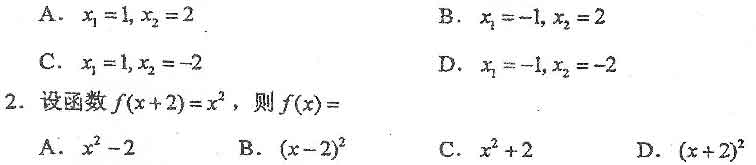 A. x₁ = 1, x₂ = 2 B. x₁ = −1, x₂ = 2
C. x₁ = 1, x₂ = −2 D. x₁ = −1, x₂ = −2
2. 设函数 f(x+2) = x², 则 f(x) =
A. x² − 2 B. (x−2)² C. x² + 2 D. (x+2)²